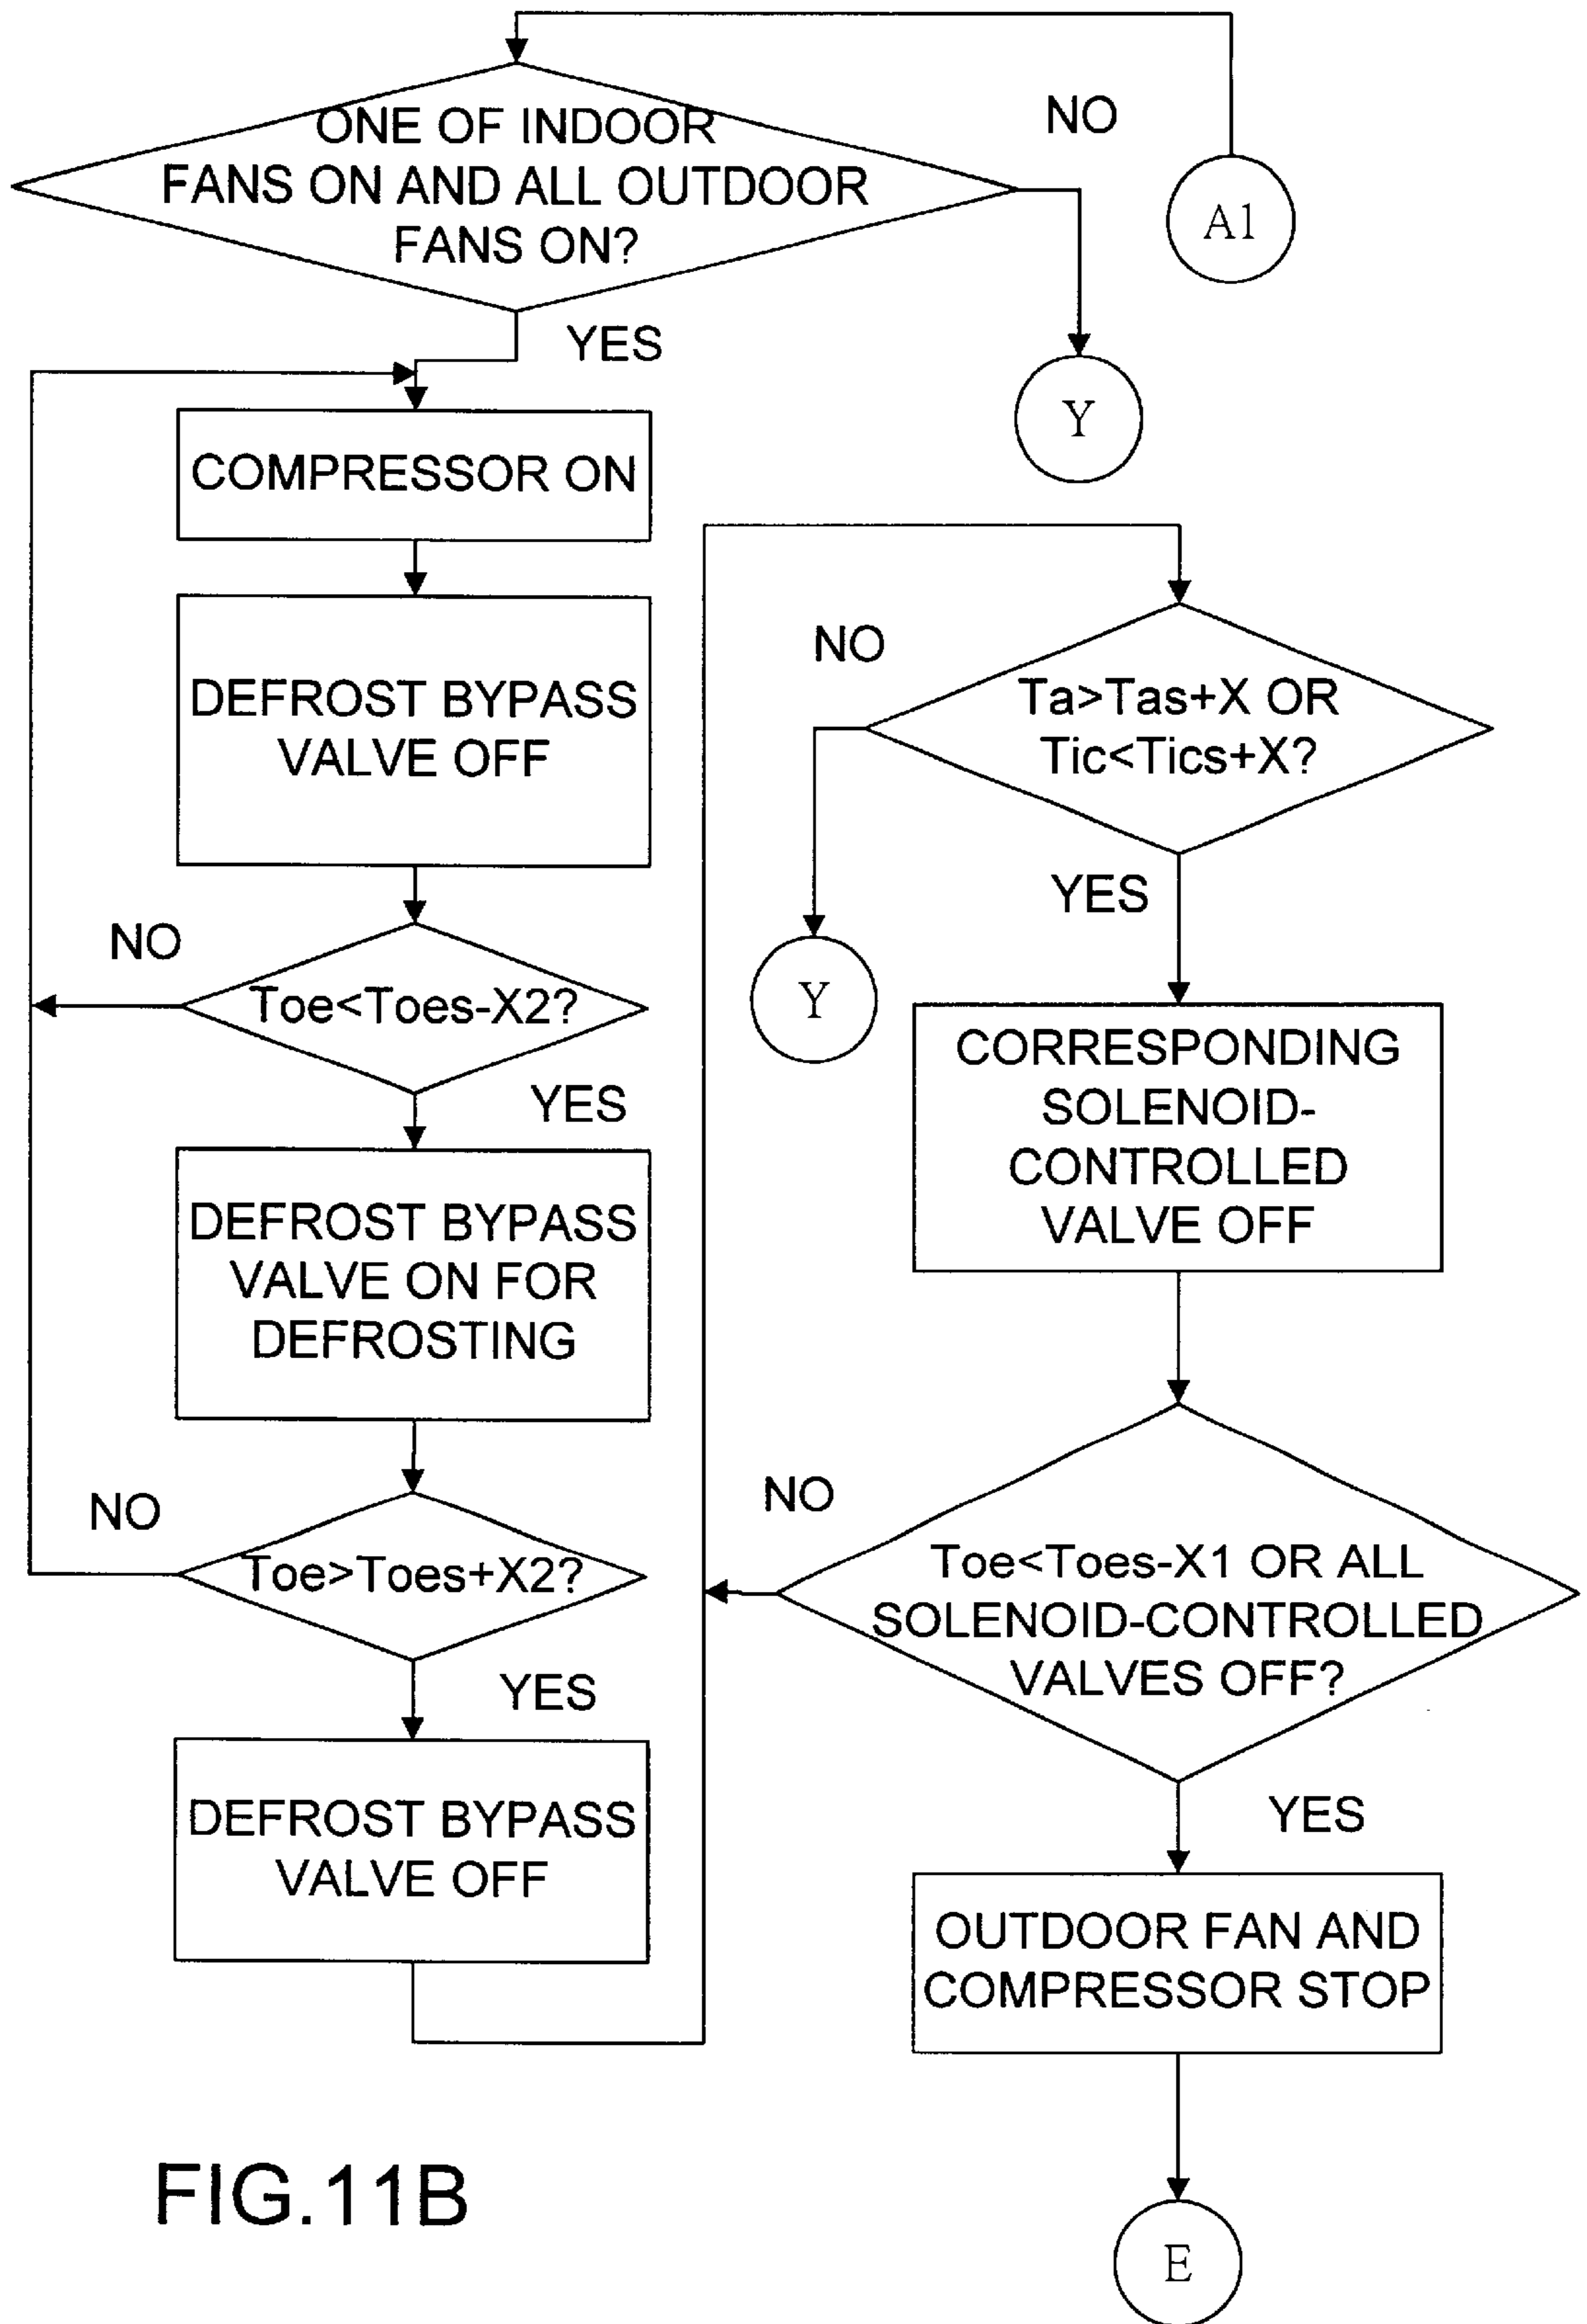 ONE OF INDOOR
FANS ON AND ALL OUTDOOR
FANS ON?
NO
A1
YES
Y
COMPRESSOR ON
DEFROST BYPASS
VALVE OFF
NO
Toe<Toes-X2?
YES
DEFROST BYPASS
VALVE ON FOR
DEFROSTING
NO
Toe>Toes+X2?
YES
DEFROST BYPASS
VALVE OFF
NO
Ta>Tas+X OR
Tic<Tics+X?
YES
Y
CORRESPONDING
SOLENOID-
CONTROLLED
VALVE OFF
NO
Toe<Toes-X1 OR ALL
SOLENOID-CONTROLLED
VALVES OFF?
YES
OUTDOOR FAN AND
COMPRESSOR STOP
E
FIG.11B